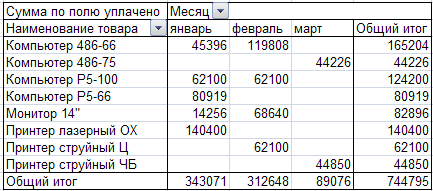 Сумма по полю уплачено Месяц
Наименование товара январь февраль март Общий итог
Компьютер 486-66 45396 119808 165204
Компьютер 486-75 44226 44226
Компьютер Р5-100 62100 62100 124200
Компьютер Р5-66 80919 80919
Монитор 14" 14256 68640 82896
Принтер лазерный ОХ 140400 140400
Принтер струйный Ц 62100 62100
Принтер струйный ЧБ 44850 44850
Общий итог 343071 312648 89076 744795